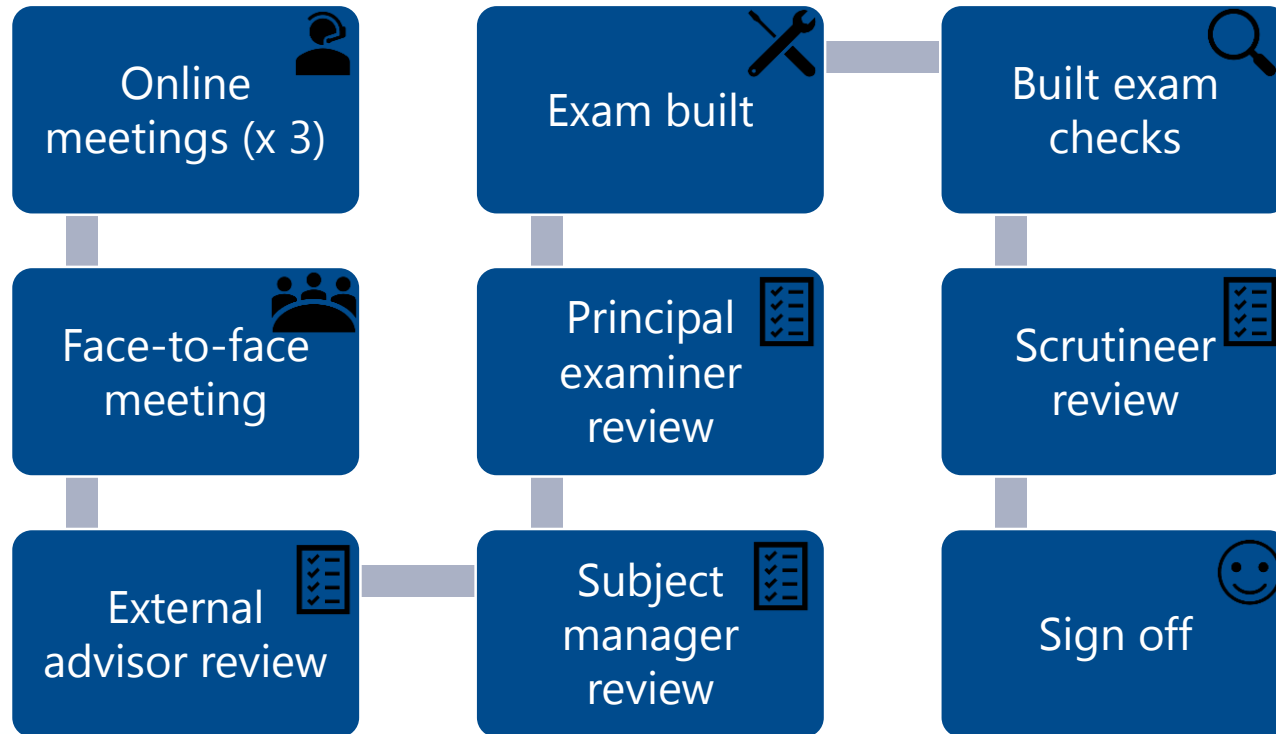 Online
meetings (x 3)
Face-to-face
meeting
External
advisor review
Subject
manager
review
Principal
examiner
review
Exam built
Built exam
checks
Scrutineer
review
Sign off